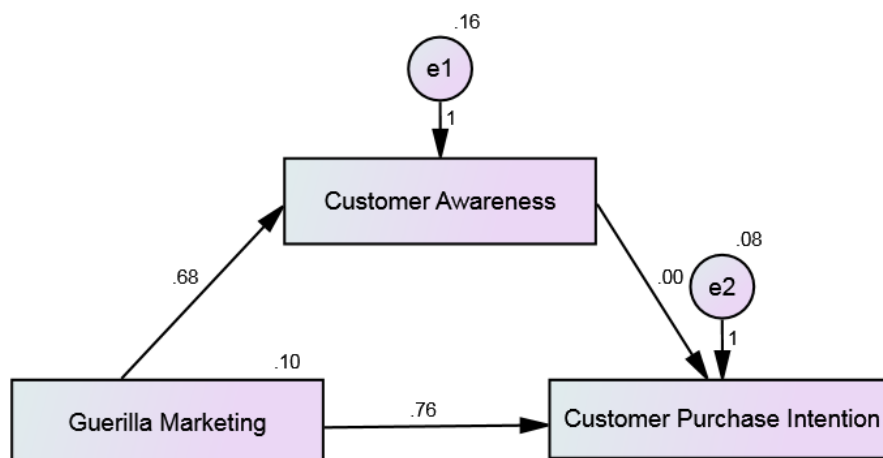 .16
e1
1
Customer Awareness
.08
.68
.00
e2
.10
1
Guerilla Marketing
.76
Customer Purchase Intention